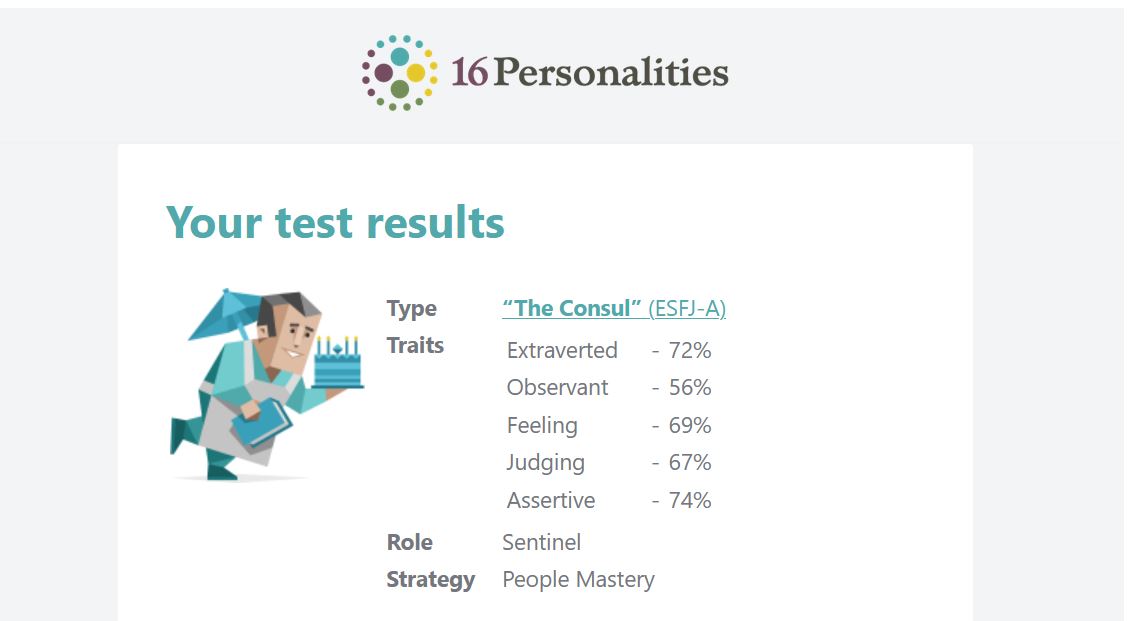 16Personalities
Your test results
Type “The Consul” (ESFJ-A)
Traits Extraverted - 72%
Observant - 56%
Feeling - 69%
Judging - 67%
Assertive - 74%
Role Sentinel
Strategy People Mastery